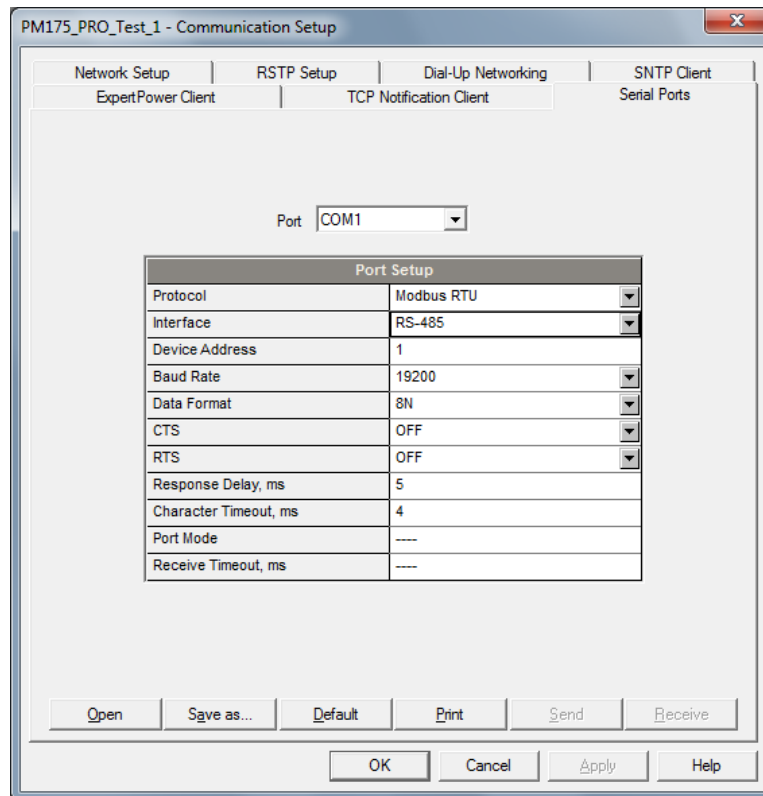 PM175_PRO_Test_1 - Communication Setup
Network Setup RSTP Setup Dial-Up Networking SNTP Client
ExpertPower Client TCP Notification Client Serial Ports
Port COM1
Port Setup
Protocol Modbus RTU
Interface RS-485
Device Address 1
Baud Rate 19200
Data Format 8N
CTS OFF
RTS OFF
Response Delay, ms 5
Character Timeout, ms 4
Port Mode ----
Receive Timeout, ms ----
Open Save as... Default Print Send Receive
OK Cancel Apply Help